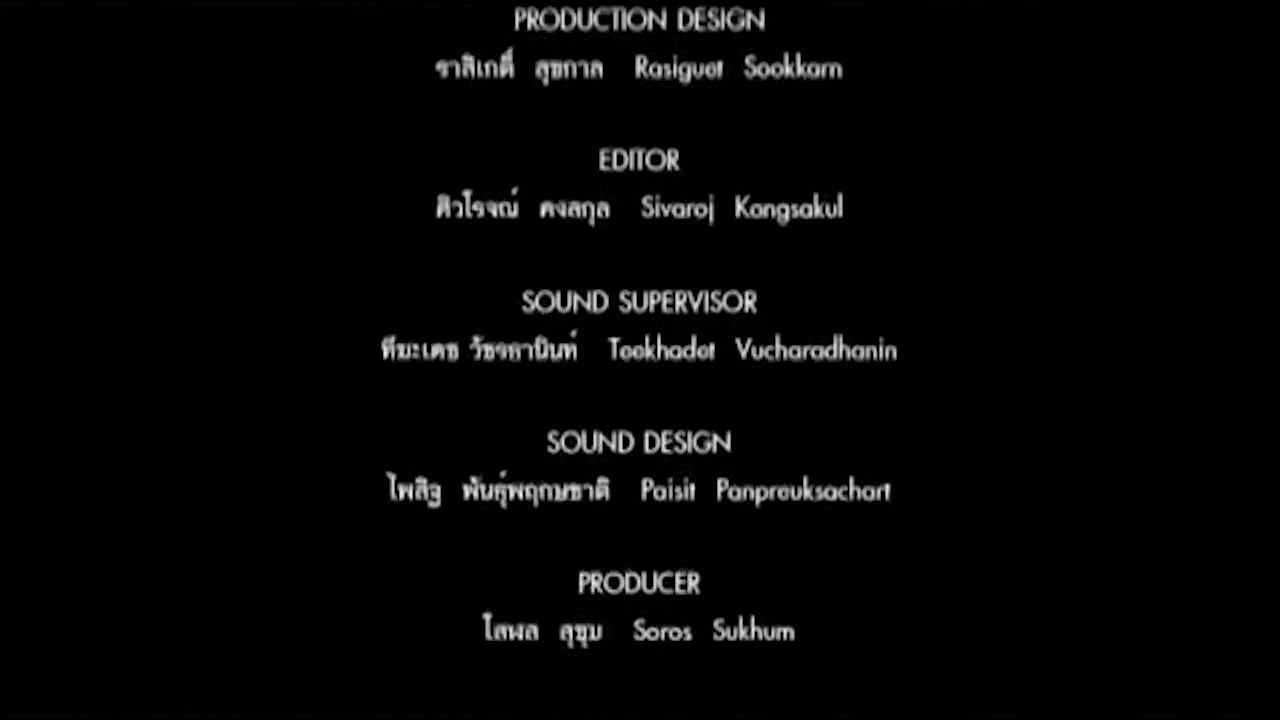 PRODUCTION DESIGN
ราสิเกติ์ สุขกาล Rasiguet Sookkarn
EDITOR
ศิวโรจณ์ คงสกุล Sivaroj Kongsakul
SOUND SUPERVISOR
ทีฆะเดช วัชรธานินท์ Teekhadet Vucharadhanin
SOUND DESIGN
ไพสิฐ พันธุ์พฤกษชาติ Paisit Panpreuksachart
PRODUCER
โสฬส สุขุม Soros Sukhum